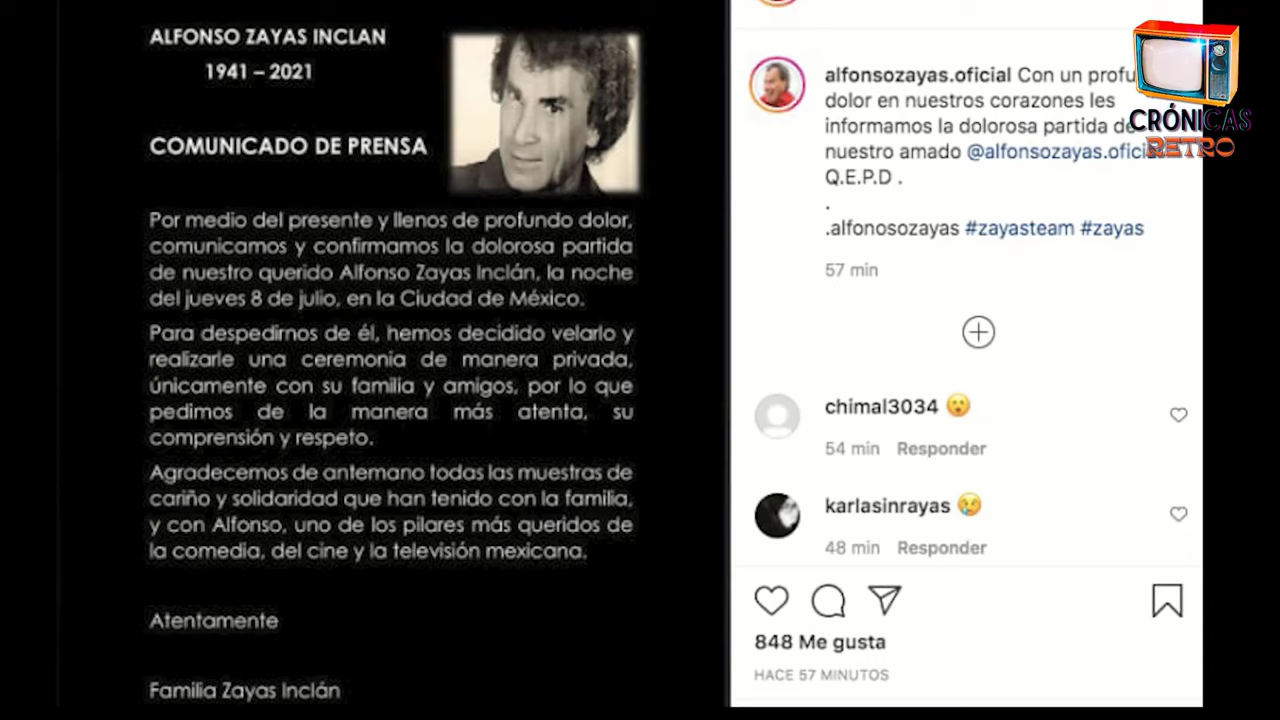 ALFONSO ZAYAS INCLAN
1941 – 2021
COMUNICADO DE PRENSA
Por medio del presente y llenos de profundo dolor,
comunicamos y confirmamos la dolorosa partida
de nuestro querido Alfonso Zayas Inclán, la noche
del jueves 8 de julio, en la Ciudad de México.
Para despedirnos de él, hemos decidido velarlo y
realizarle una ceremonia de manera privada,
únicamente con su familia y amigos, por lo que
pedimos de la manera más atenta, su
comprensión y respeto.
Agradecemos de antemano todas las muestras de
cariño y solidaridad que han tenido con la familia,
y con Alfonso, uno de los pilares más queridos de
la comedia, del cine y la televisión mexicana.
Atentamente
Familia Zayas Inclán
alfonsozayas.oficial Con un profu
dolor en nuestros corazones les
informamos la dolorosa partida de
nuestro amado @alfonsozayas.oficia
Q.E.P.D .
.
.alfonosozayas #zayasteam #zayas
57 min
chimal3034 😮
54 min Responder
karlasinrayas 😢
48 min Responder
848 Me gusta
HACE 57 MINUTOS
CRÓNICAS
RETRO